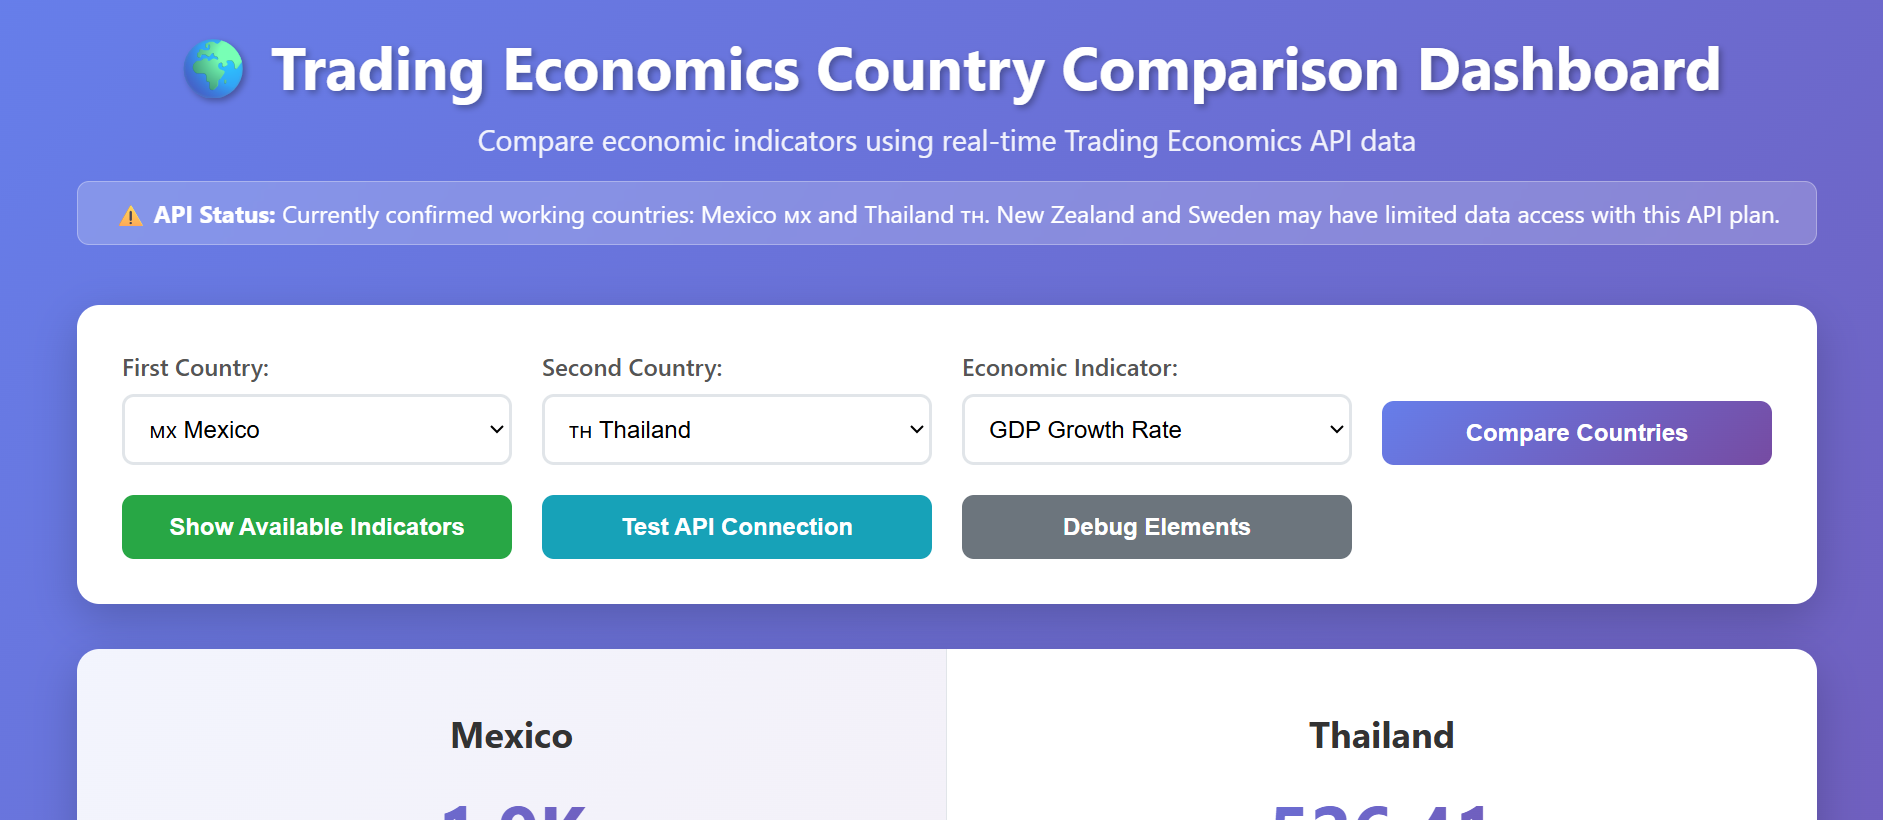 Trading Economics Country Comparison Dashboard
Compare economic indicators using real-time Trading Economics API data
API Status: Currently confirmed working countries: Mexico MX and Thailand TH. New Zealand and Sweden may have limited data access with this API plan.
First Country:
Second Country:
Economic Indicator:
MX Mexico
TH Thailand
GDP Growth Rate
Compare Countries
Show Available Indicators
Test API Connection
Debug Elements
Mexico
Thailand